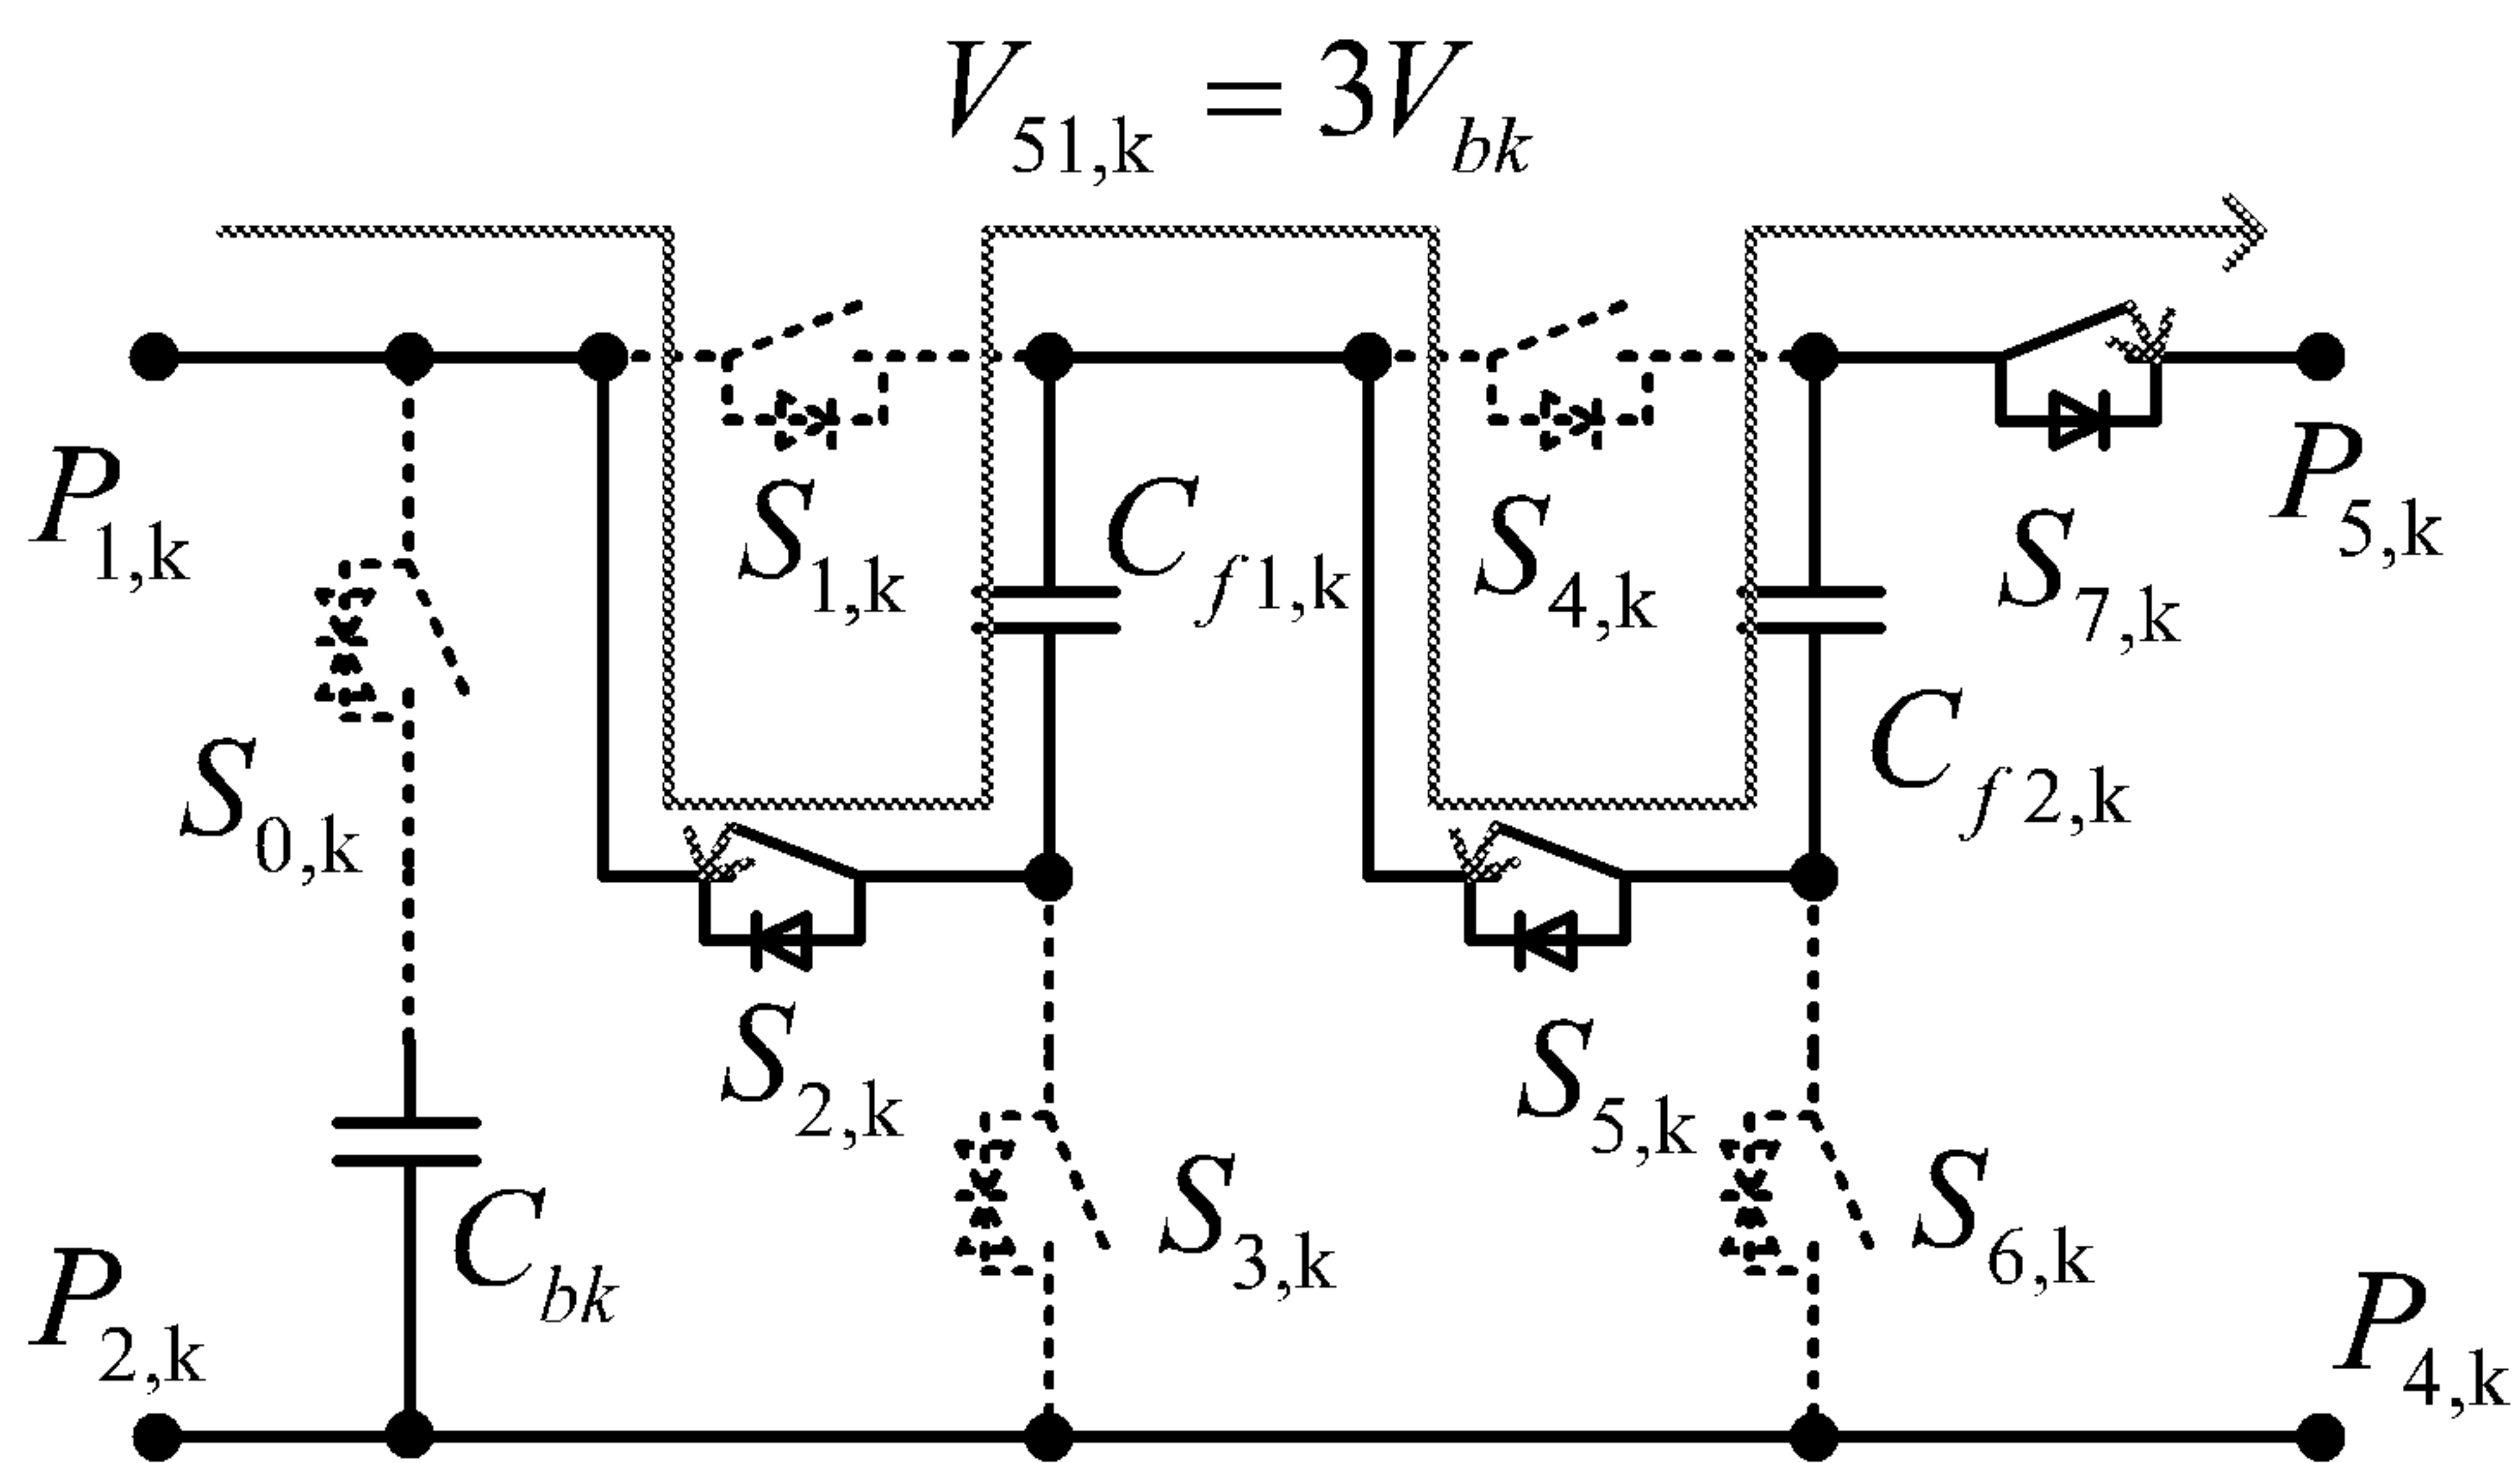 V51,k = 3Vbk
P1,k
S1,k
Cf1,k
S4,k
S7,k
P5,k
S0,k
Cf2,k
S2,k
S5,k
Cbk
S3,k
S6,k
P2,k
P4,k